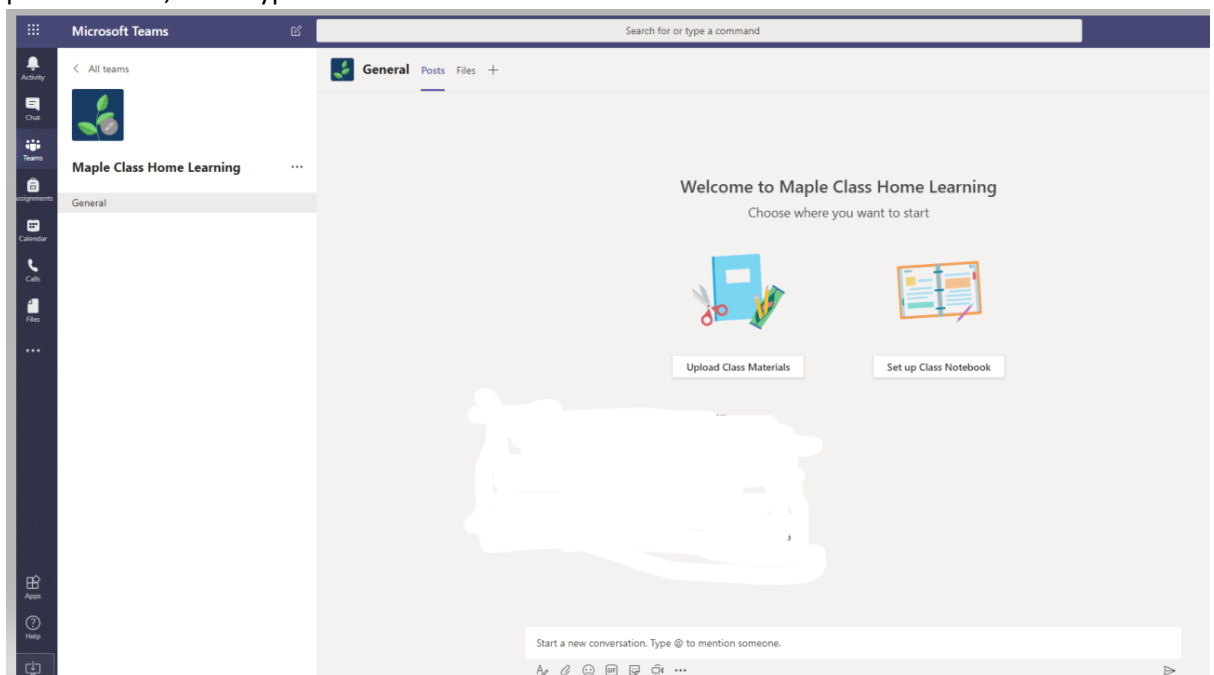 Microsoft Teams
Search for or type a command
Activity
All teams
General Posts Files +
Chat
Teams
Maple Class Home Learning ...
Welcome to Maple Class Home Learning
Assignments
General
Choose where you want to start
Calendar
Calls
Files
Upload Class Materials
Set up Class Notebook
Apps
Help
Start a new conversation. Type @ to mention someone.
GIF